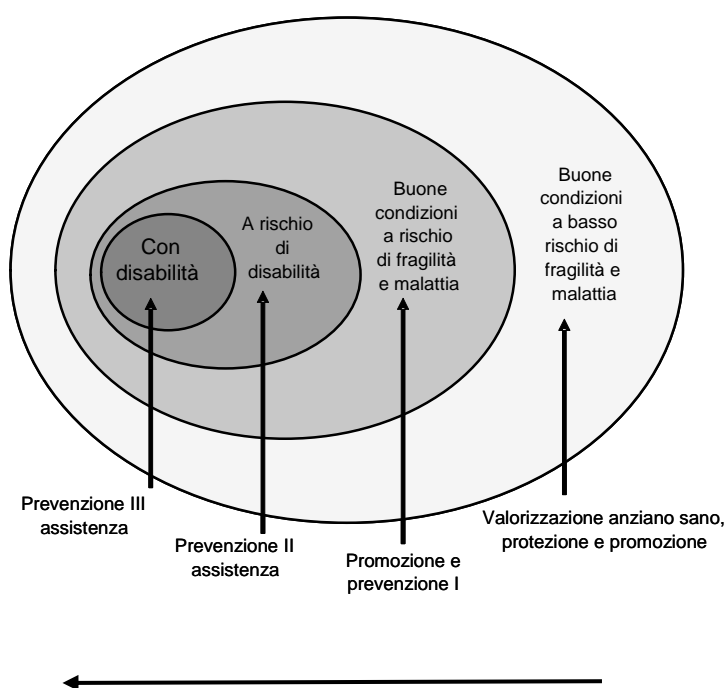 Con
disabilità
A rischio
di
disabilità
Buone
condizioni
a rischio
di fragilità
e malattia
Buone
condizioni
a basso
rischio di
fragilità e
malattia
Prevenzione III
assistenza
Prevenzione II
assistenza
Promozione e
prevenzione I
Valorizzazione anziano sano,
protezione e promozione